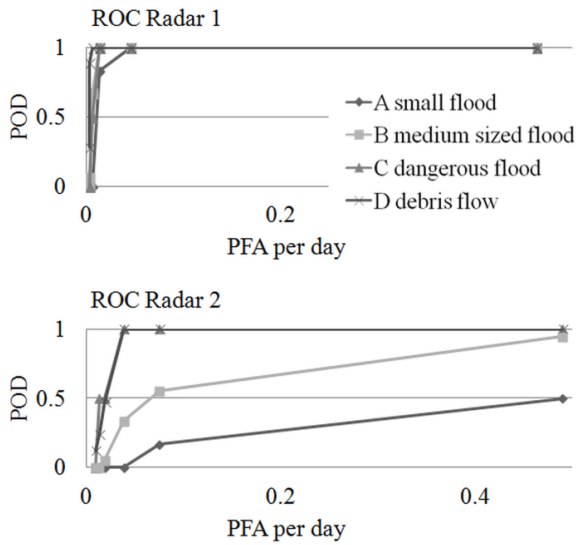 ROC Radar 1
1
0.5
0
POD
0
0.2
PFA per day
A small flood
B medium sized flood
C dangerous flood
D debris flow
ROC Radar 2
1
0.5
0
POD
0
0.2
0.4
PFA per day